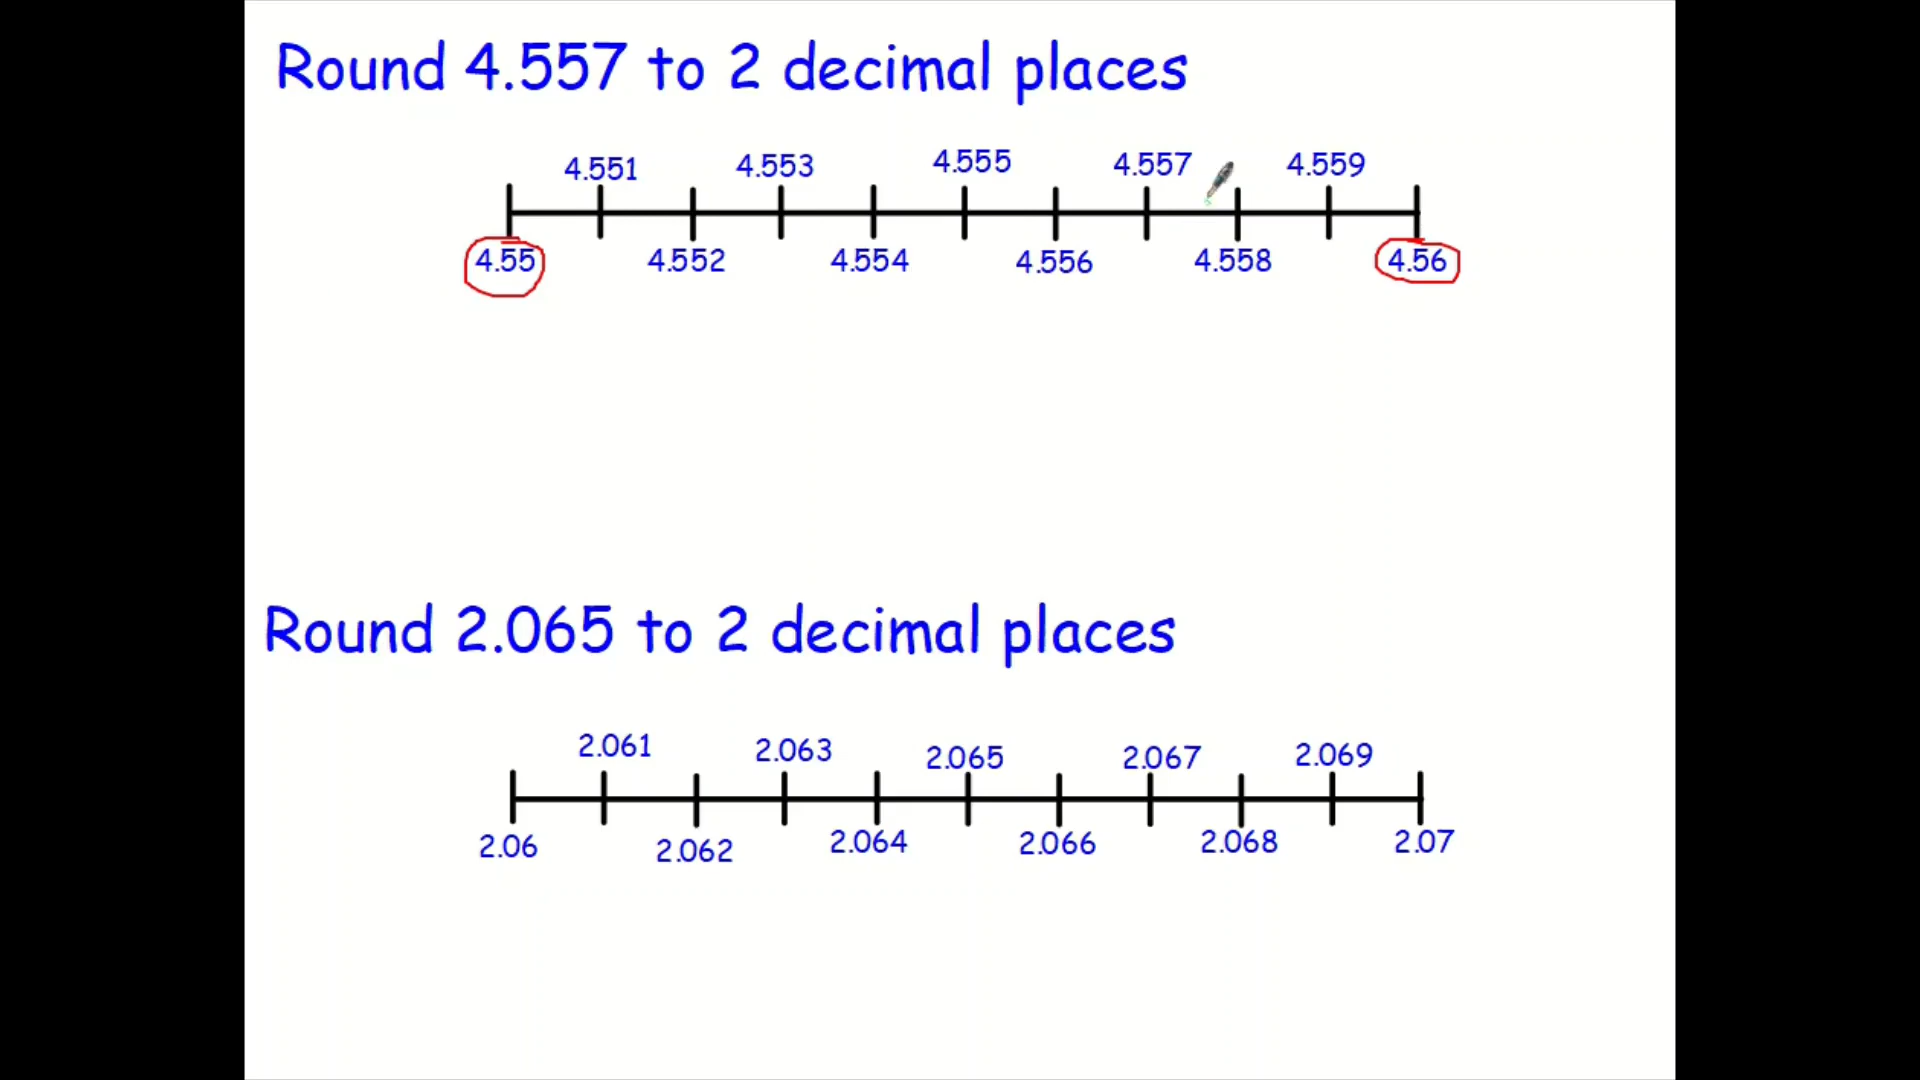 Round 4.557 to 2 decimal places
4.551 4.553 4.555 4.557 4.559
4.55 4.552 4.554 4.556 4.558 4.56
Round 2.065 to 2 decimal places
2.061 2.063 2.065 2.067 2.069
2.06 2.062 2.064 2.066 2.068 2.07